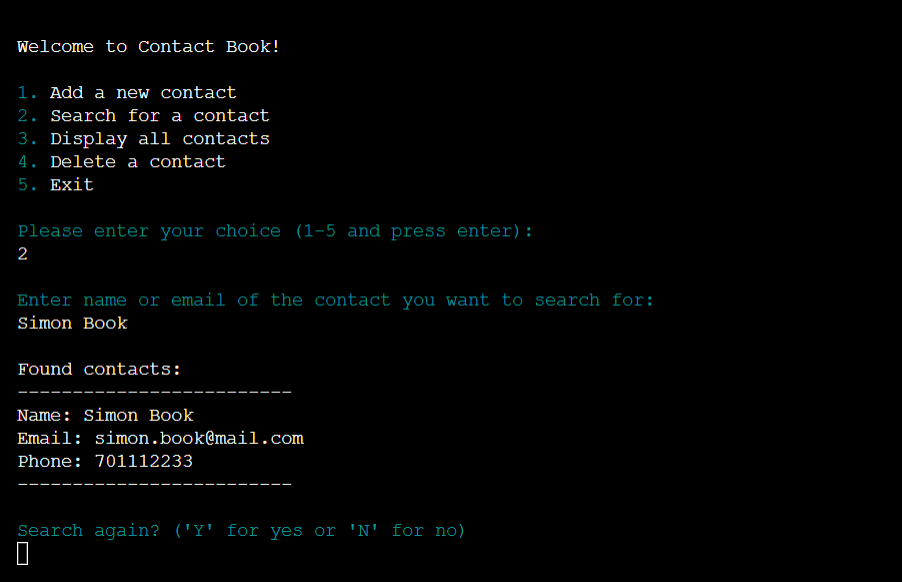 Welcome to Contact Book!
1. Add a new contact
2. Search for a contact
3. Display all contacts
4. Delete a contact
5. Exit
Please enter your choice (1-5 and press enter):
2
Enter name or email of the contact you want to search for:
Simon Book
Found contacts:
-------------------------
Name: Simon Book
Email: simon.book@mail.com
Phone: 701112233
-------------------------
Search again? ('Y' for yes or 'N' for no)